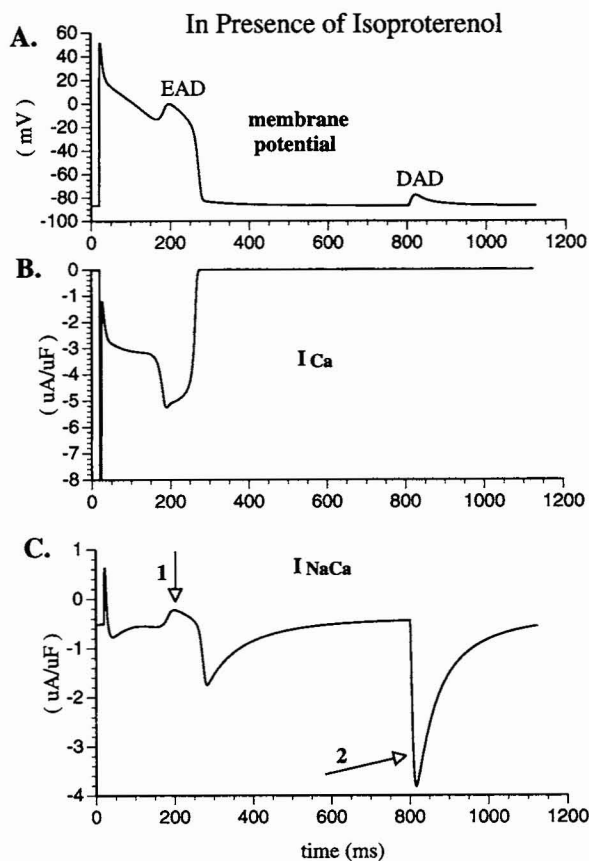 In Presence of Isoproterenol
A.
60
40
20
0
-20
-40
-60
-80
-100
( mV)
EAD
membrane
potential
DAD
0 200 400 600 800 1000 1200
B.
0
-1
-2
-3
-4
-5
-6
-7
-8
( uA/uF)
I Ca
0 200 400 600 800 1000 1200
C.
1
0
-1
-2
-3
-4
( uA/uF)
1
I NaCa
2
0 200 400 600 800 1000 1200
time (ms)